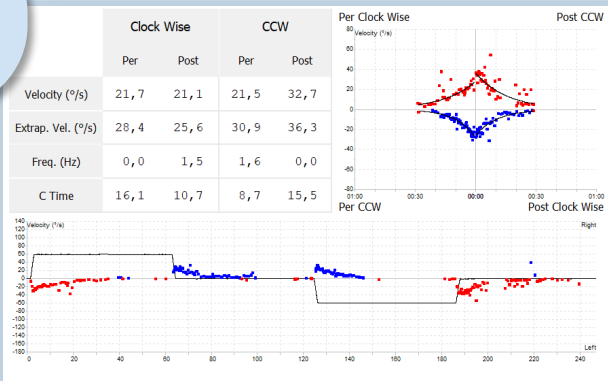 Clock Wise CCW
Per Post Per Post
Velocity (°/s) 21,7 21,1 21,5 32,7
Extrap. Vel. (°/s) 28,4 25,6 30,9 36,3
Freq. (Hz) 0,0 1,5 1,6 0,0
C Time 16,1 10,7 8,7 15,5
Per Clock Wise Post CCW
80 Velocity (°/s)
60
40
20
0
-20
-40
-60
-80
01:00 00:30 00:00 00:30 01:00
Per CCW Post Clock Wise
140 Velocity (°/s) Right
120
100
80
60
40
20
0
-20
-40
-60
-80
-100
-120
-140
-160
-180 Left
0 20 40 60 80 100 120 140 160 180 200 220 240